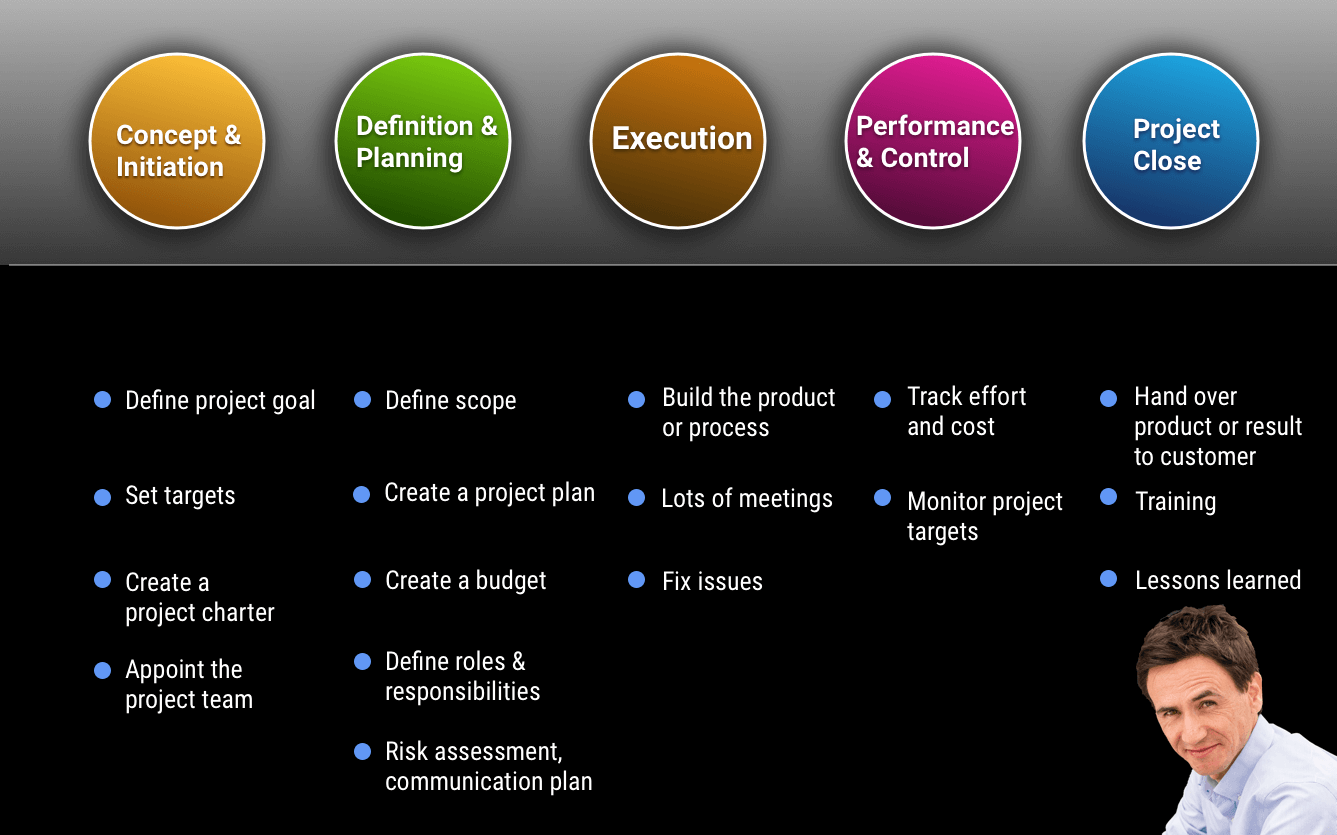 Concept &
Initiation
Definition &
Planning
Execution
Performance
& Control
Project
Close
Define project goal
Set targets
Create a
project charter
Appoint the
project team
Define scope
Create a project plan
Create a budget
Define roles &
responsibilities
Risk assessment,
communication plan
Build the product
or process
Lots of meetings
Fix issues
Track effort
and cost
Monitor project
targets
Hand over
product or result
to customer
Training
Lessons learned